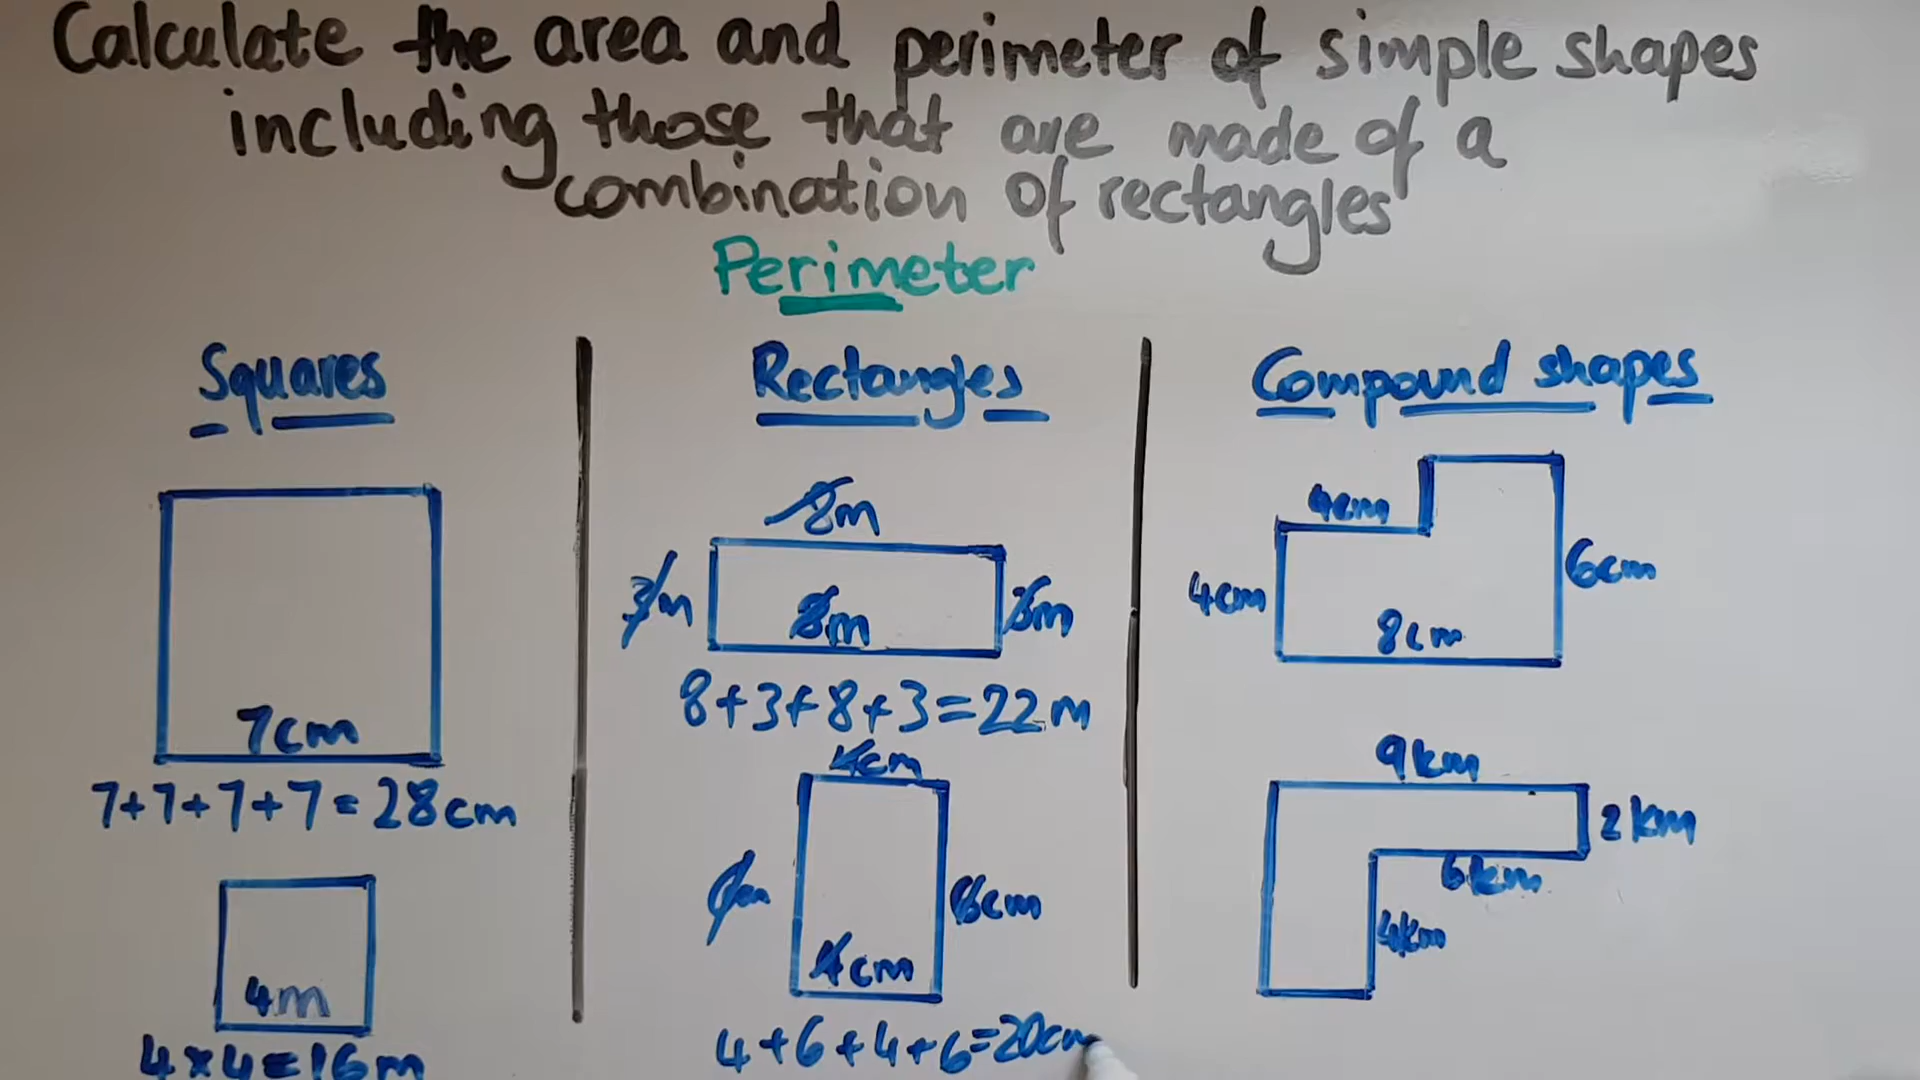 Calculate the area and perimeter of simple shapes
including those that are made of a
combination of rectangles
Perimeter
Squares
7cm
7+7+7+7=28cm
4m
4×4=16m
Rectangles
8m
3m
3m
8m
8+3+8+3=22m
4cm
6cm
4cm
4+6+4+6=20cm
Compound shapes
4cm
4cm
6cm
8cm
9km
2km
6km
4km